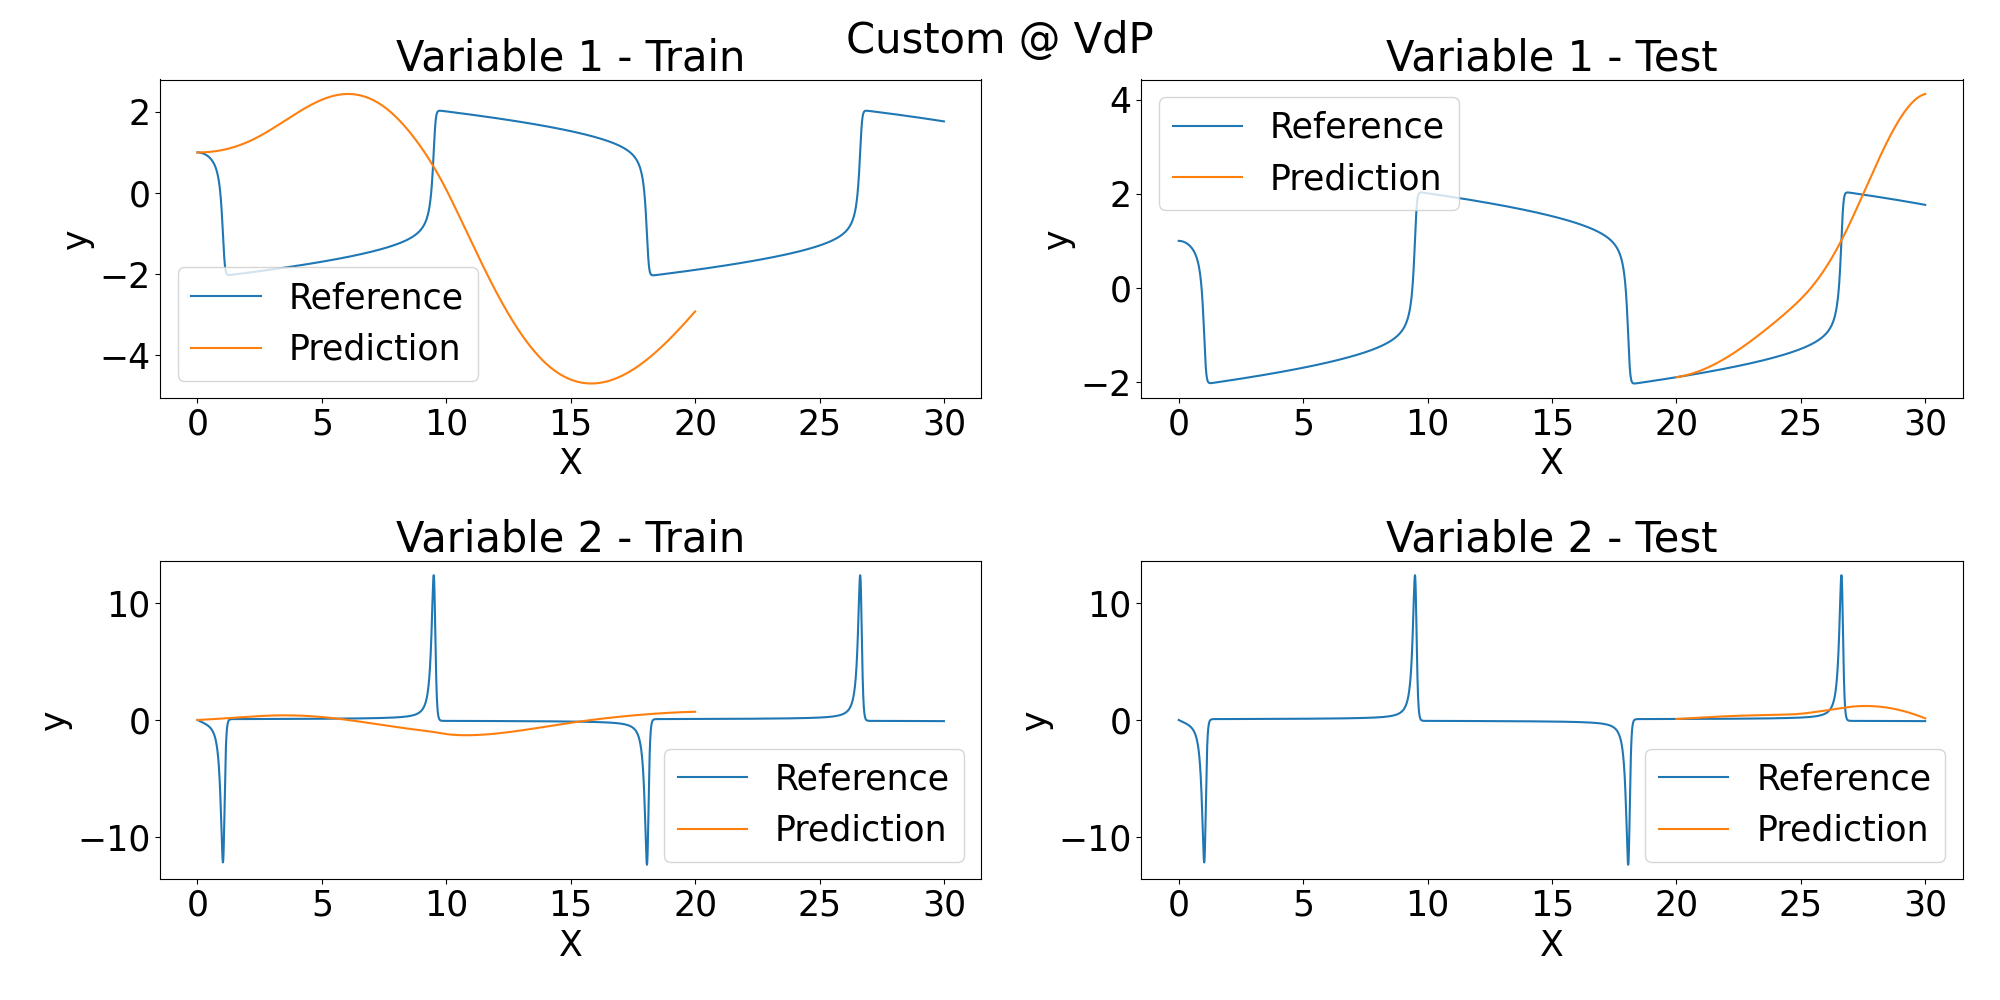 Custom @ VdP
Variable 1 - Train
2
0
−2
−4
y
Reference
Prediction
0 5 10 15 20 25 30
X
Variable 1 - Test
4
2
0
−2
y
Reference
Prediction
0 5 10 15 20 25 30
X
Variable 2 - Train
10
0
−10
y
Reference
Prediction
0 5 10 15 20 25 30
X
Variable 2 - Test
10
0
−10
y
Reference
Prediction
0 5 10 15 20 25 30
X